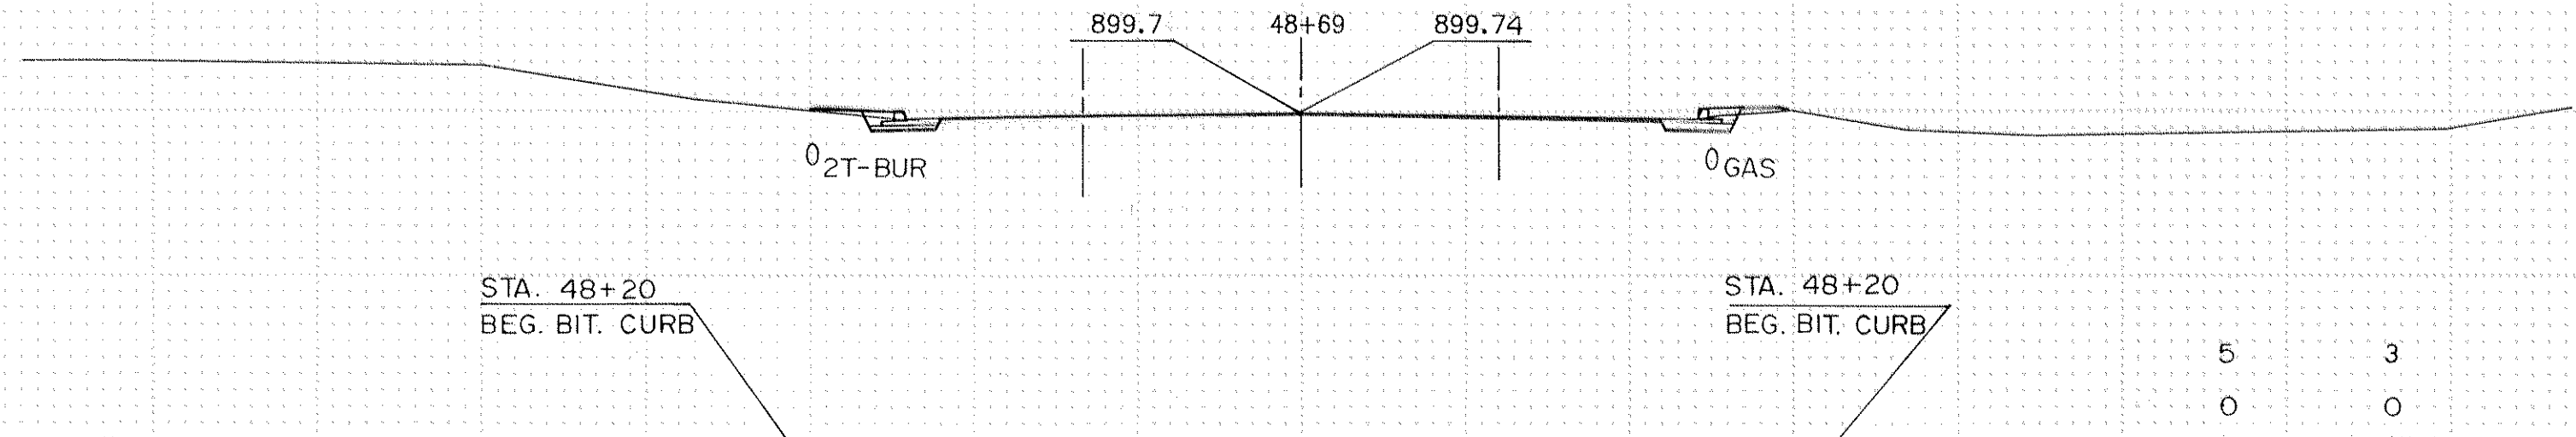 899.7 48+69 899.74
0 2T-BUR 0 GAS
STA. 48+20
BEG. BIT. CURB
STA. 48+20
BEG. BIT. CURB
5 3
0 0